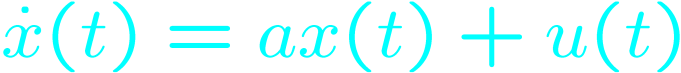 ẋ(t) = ax(t) + u(t)